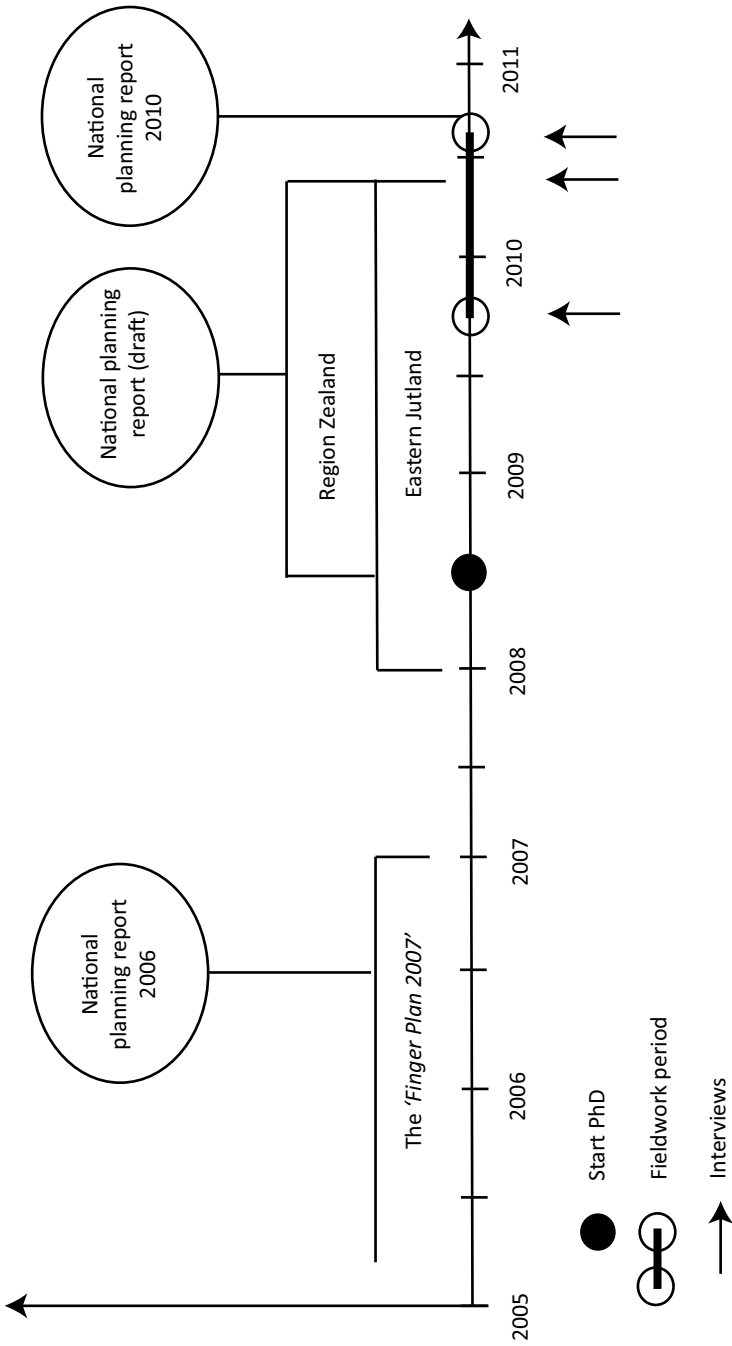 National
planning report
2006
National planning
report (draft)
National
planning report
2010
Region Zealand
The ‘Finger Plan 2007’
Eastern Jutland
2005
2006
2007
2008
2009
2010
2011
Start PhD
Fieldwork period
Interviews